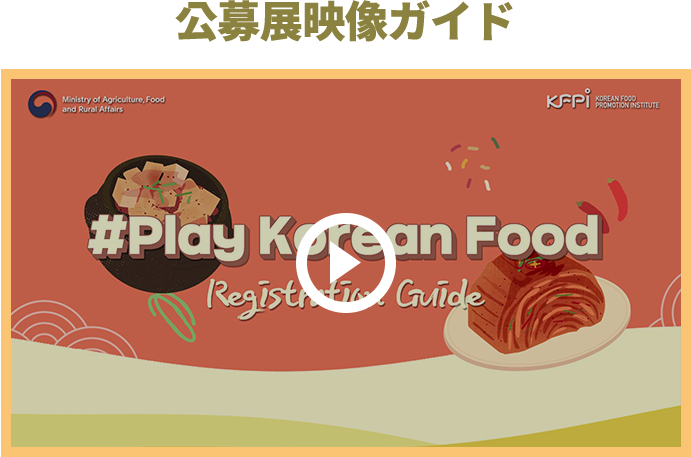 公募展映像ガイド
Ministry of Agriculture, Food
and Rural Affairs
KFPi
KOREAN FOOD
PROMOTION INSTITUTE
#Play Korean Food
Registration Guide